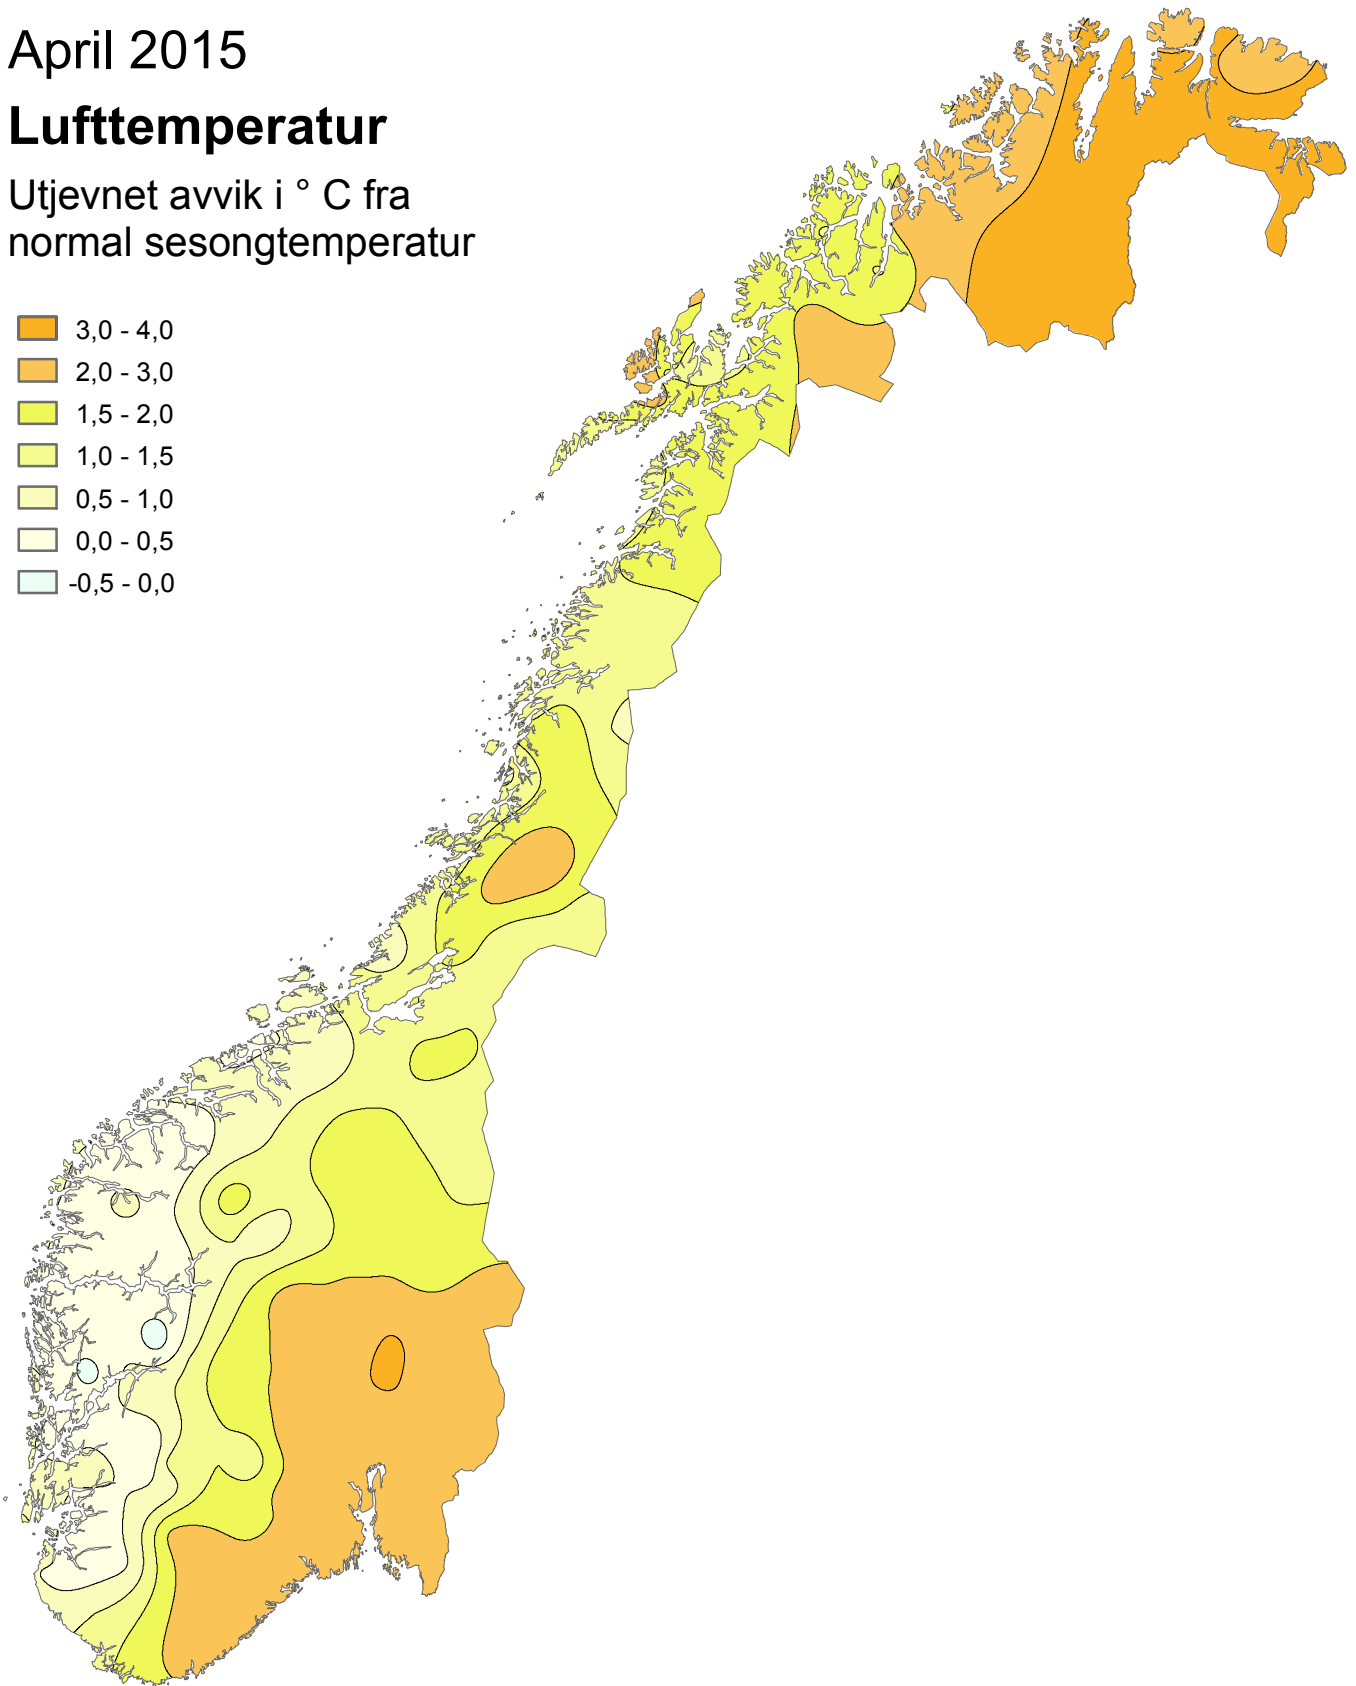 April 2015
Lufttemperatur
Utjevnet avvik i ° C fra
normal sesongtemperatur
3,0 - 4,0
2,0 - 3,0
1,5 - 2,0
1,0 - 1,5
0,5 - 1,0
0,0 - 0,5
-0,5 - 0,0